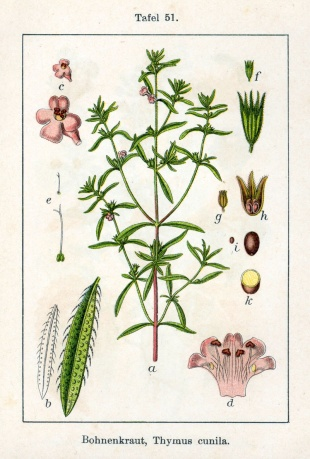 Tafel 51.
c
f
e
g
h
i
k
b
a
d
Bohnenkraut, Thymus cunila.